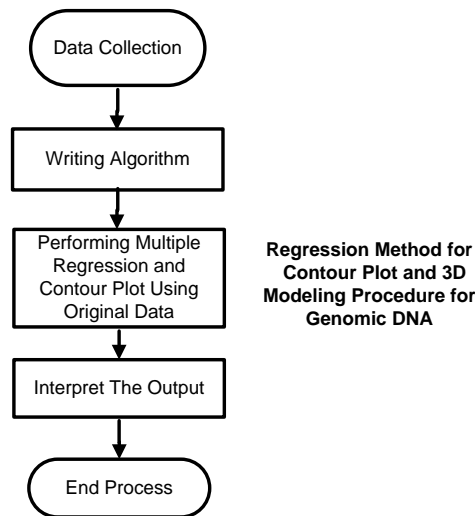 Data Collection
Writing Algorithm
Performing Multiple
Regression and
Contour Plot Using
Original Data
Regression Method for
Contour Plot and 3D
Modeling Procedure for
Genomic DNA
Interpret The Output
End Process